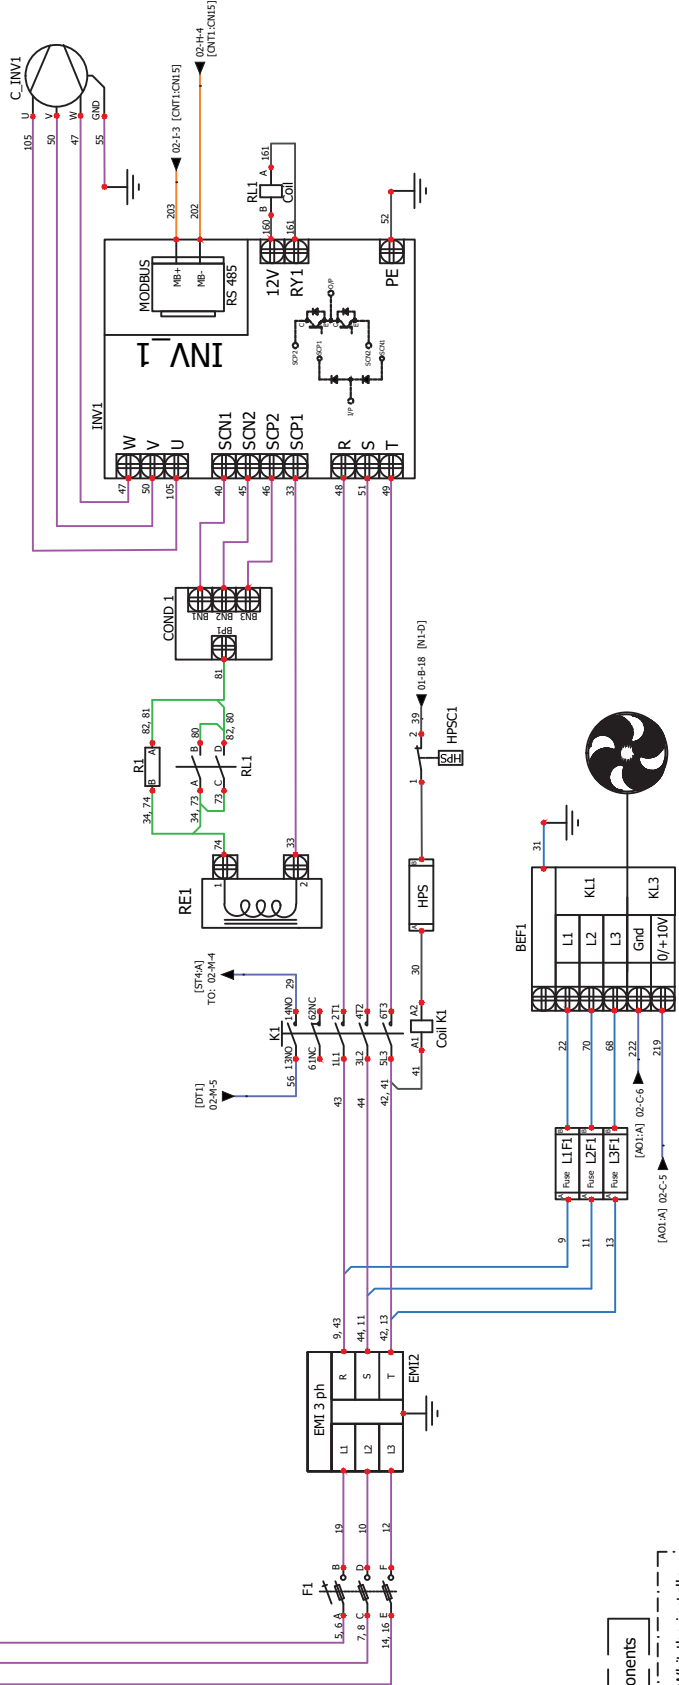 C_INV1
U
V
W
GND
105
50
47
55
02-I-3 [CNT1:CN15]
02-H-4
[CNT1:CN15]
203
202
RL1
A
B
Coil
161
160
161
52
MODBUS
MB+
MB-
RS 485
12V
RY1
PE
INV_1
INV1
O/P
C
E
C
E
SCP2
SCP1
SCN2
SCN1
I/P
W
V
U
SCN1
SCN2
SCP2
SCP1
R
S
T
47
50
105
40
45
46
33
48
51
49
COND 1
BN1
BN2
BN3
BP1
81
82, 81
R1
A
B
34, 74
80
82, 80
B
D
A
C
RL1
34, 73
73
74
33
RE1
1
2
01-B-18 [N1-D]
39
2
HPSC1
HPS
1
B
HPS
A
30
A2
A1
Coil K1
41
[ST4:A]
TO: 02-M-4
29
K1
14NO
62NC
2T1
4T2
6T3
13NO
61NC
1L1
3L2
5L3
56
[DT1]
02-M-5
43
44
42, 41
31
BEF1
KL1
KL3
L1
L2
L3
Gnd
0/+10V
22
70
68
222
219
[AO1:A] 02-C-6
[AO1:A] 02-C-5
B
B
B
Fuse L1F1
Fuse L2F1
Fuse L3F1
A
A
A
9
11
13
9, 43
44, 11
42, 13
EMI 3 ph
R
S
T
L1
L2
L3
EMI2
19
10
12
F1
B
D
F
A
C
E
5, 6
7, 8
14, 16
onents